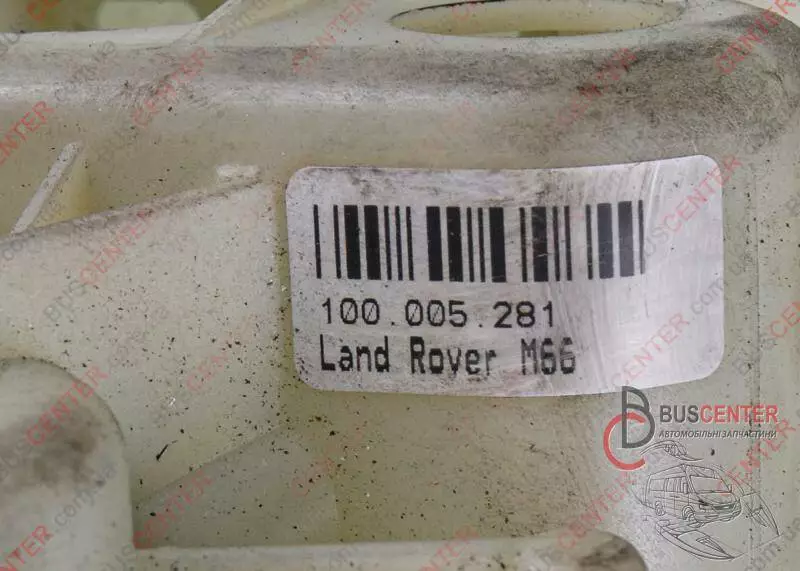 100.005.281
Land Rover M66
BUSCENTER
АВТОМОБІЛЬНІ ЗАПЧАСТИНИ